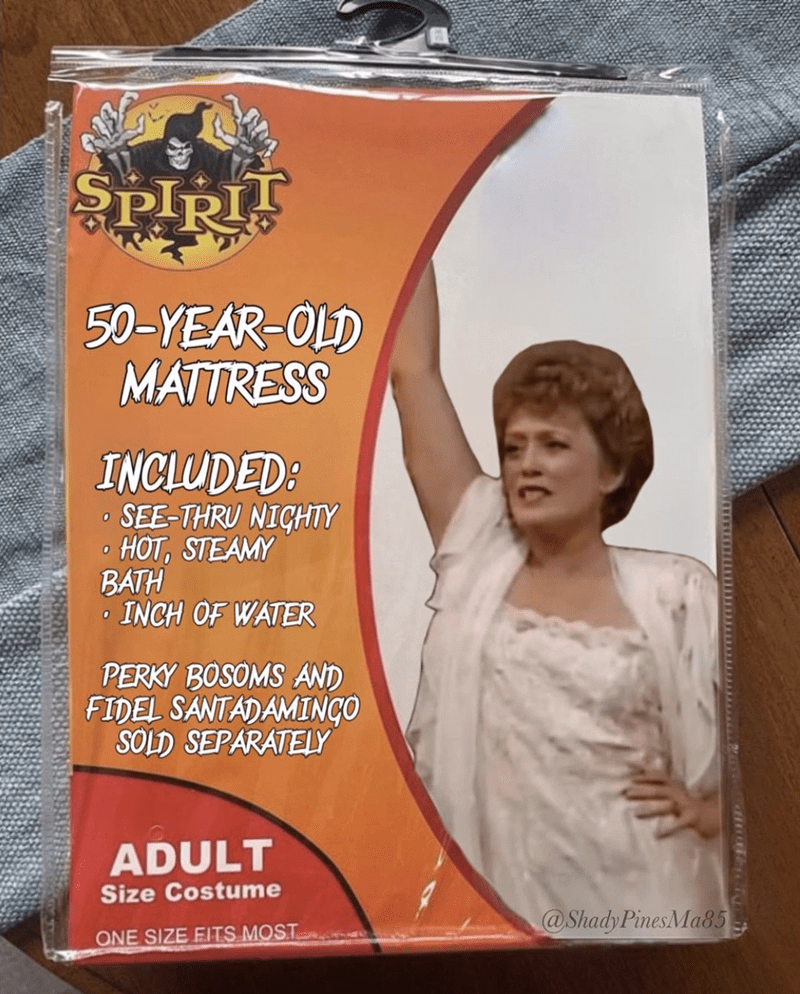 SPIRIT
50-YEAR-OLD
MATTRESS
INCLUDED:
• SEE-THRU NIGHTY
• HOT, STEAMY
BATH
• INCH OF WATER
PERKY BOSOMS AND
FIDEL SANTADAMINGO
SOLD SEPARATELY
ADULT
Size Costume
ONE SIZE FITS MOST
@ShadyPinesMa85